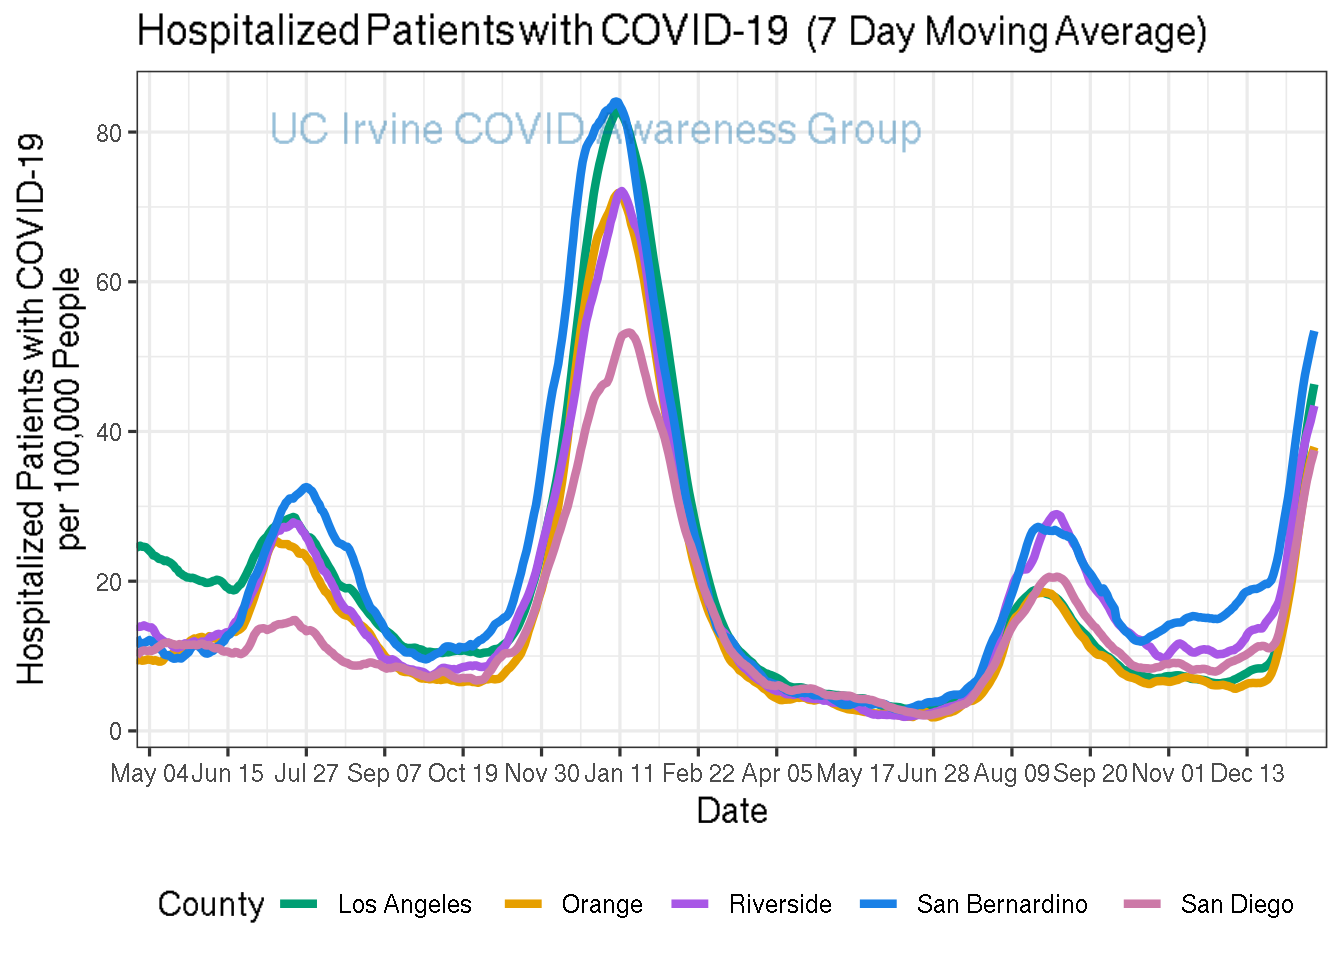 Hospitalized Patients with COVID-19 (7 Day Moving Average)
UC Irvine COVID Awareness Group
Hospitalized Patients with COVID-19
per 100,000 People
80
60
40
20
0
May 04 Jun 15 Jul 27 Sep 07 Oct 19 Nov 30 Jan 11 Feb 22 Apr 05 May 17 Jun 28 Aug 09 Sep 20 Nov 01 Dec 13
Date
County Los Angeles Orange Riverside San Bernardino San Diego